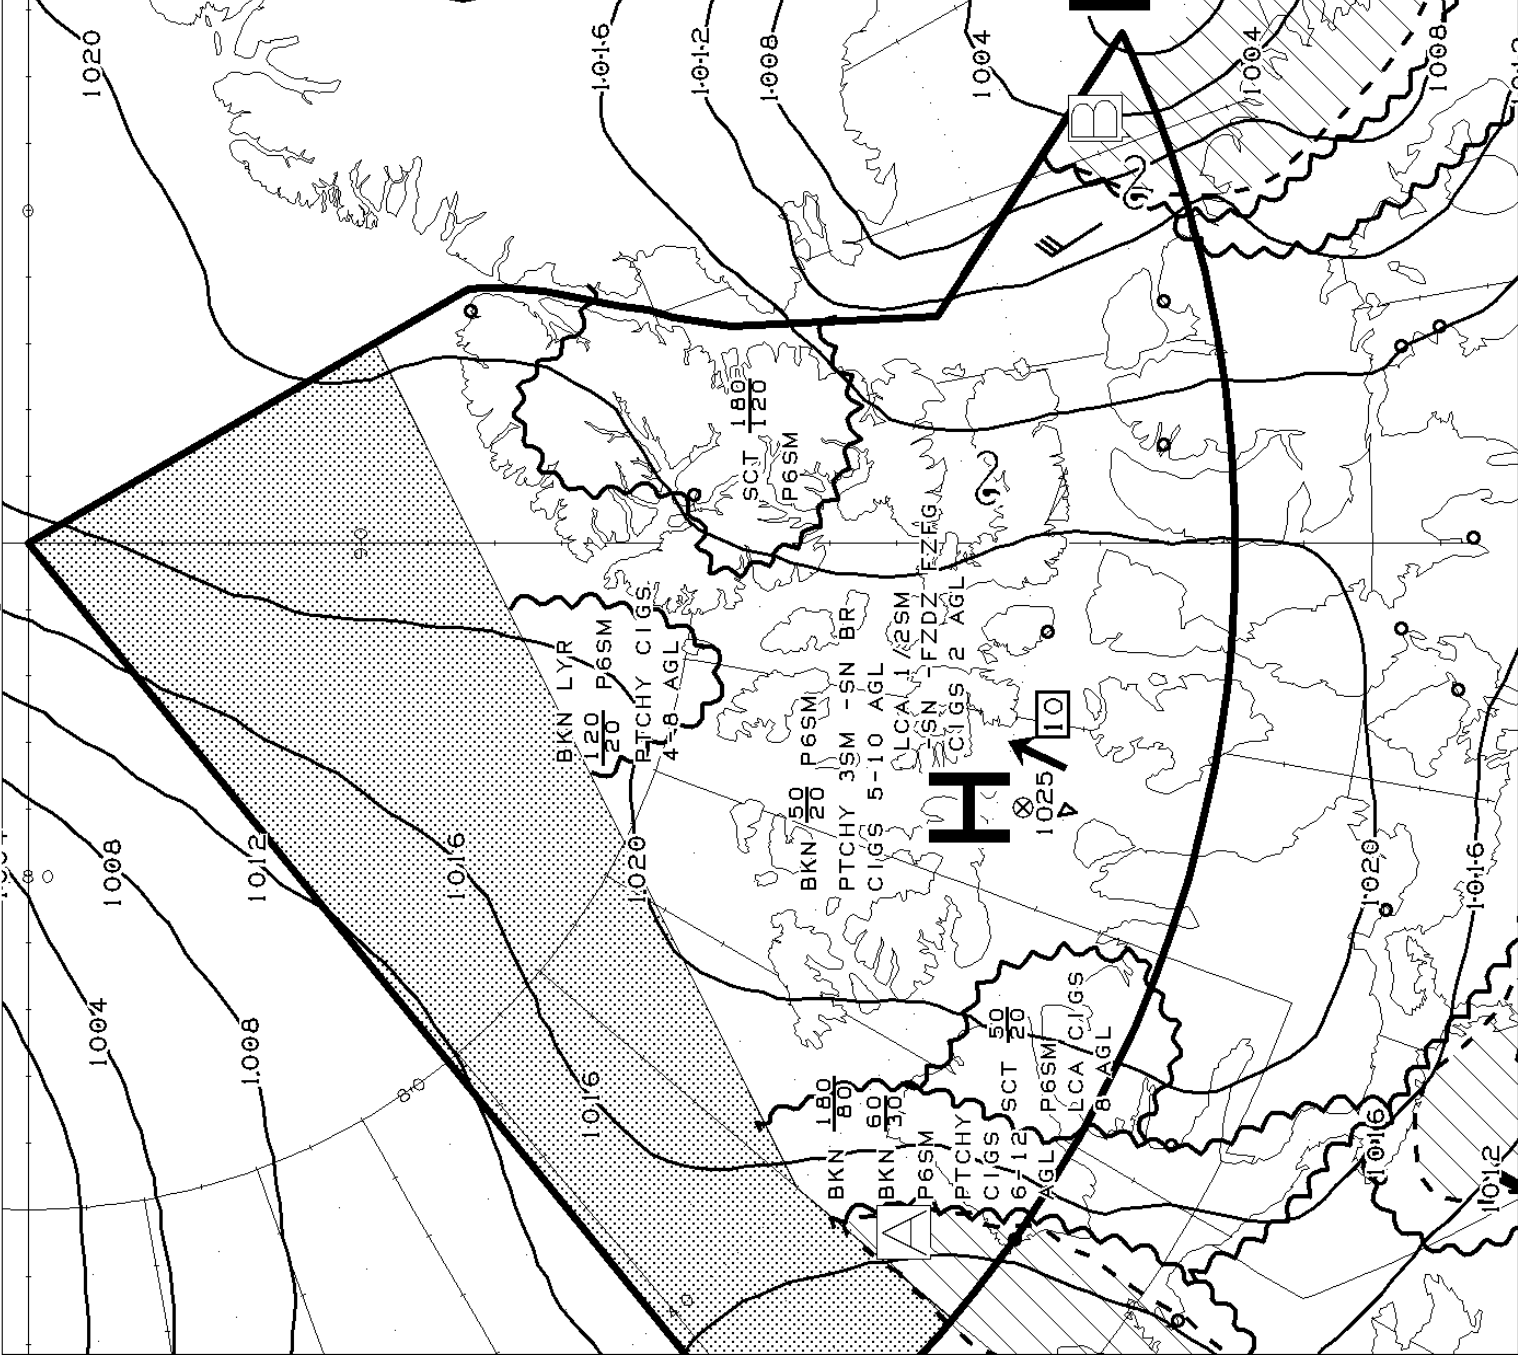 1020
1016
1012
1008
1004
1004
1008
B
90
SCT 180
120
P6SM
BKN LYR
120 P6SM
20
PTCHY CIGS
4-8 AGL
BKN 50 P6SM
20
PTCHY 3SM -SN BR
CIGS 5-10 AGL
LCA 1/2SM
-SN -FZDZ FZFG
CIGS 2 AGL
10
H
1025
80
1008
1012
1016
1020
1020
1016
1004
1008
80
1016
BKN 180
80
BKN 60
30
P6SM
PTCHY
CIGS
6-12
AGL
SCT 50
20
P6SM
LCA CIGS
8 AGL
1016
1012
A